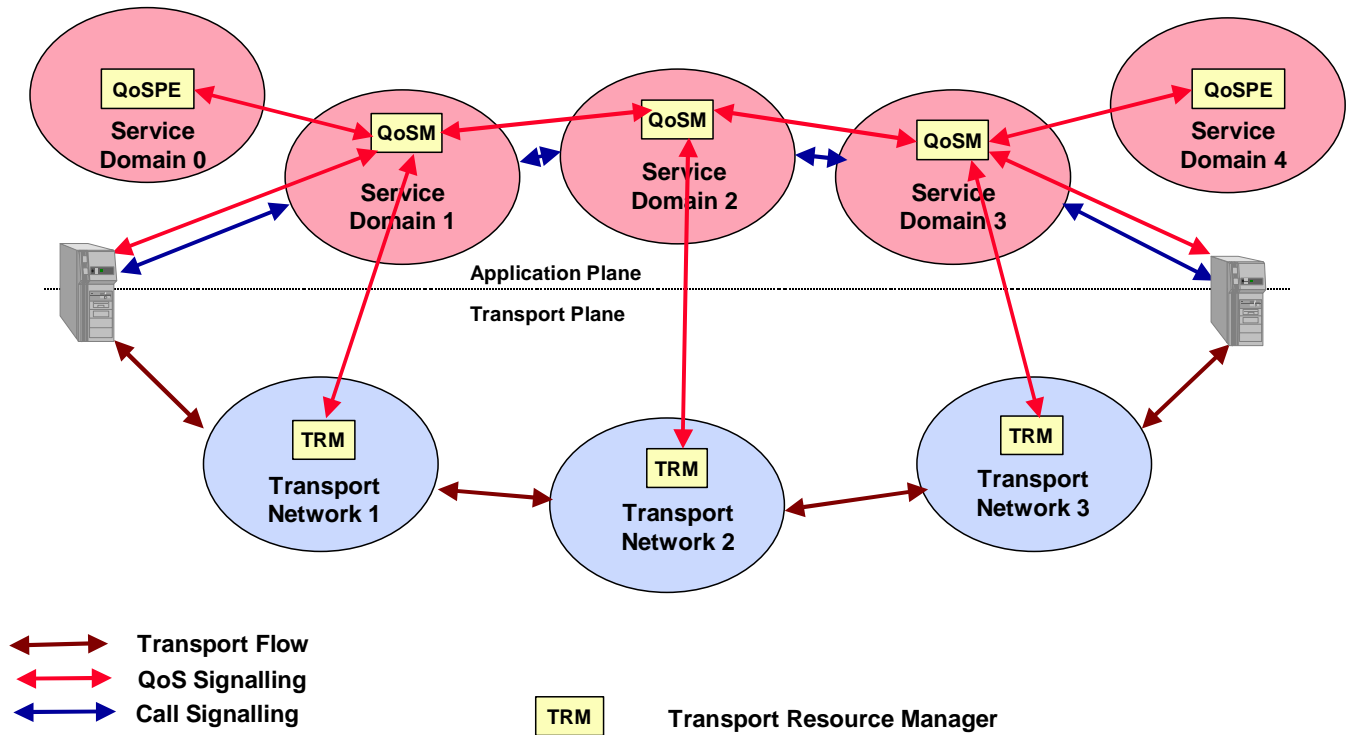 QoSPE
Service
Domain 0
QoSM
Service
Domain 1
QoSM
Service
Domain 2
QoSM
Service
Domain 3
QoSPE
Service
Domain 4
Application Plane
Transport Plane
TRM
Transport
Network 1
TRM
Transport
Network 2
TRM
Transport
Network 3
Transport Flow
QoS Signalling
Call Signalling
TRM
Transport Resource Manager